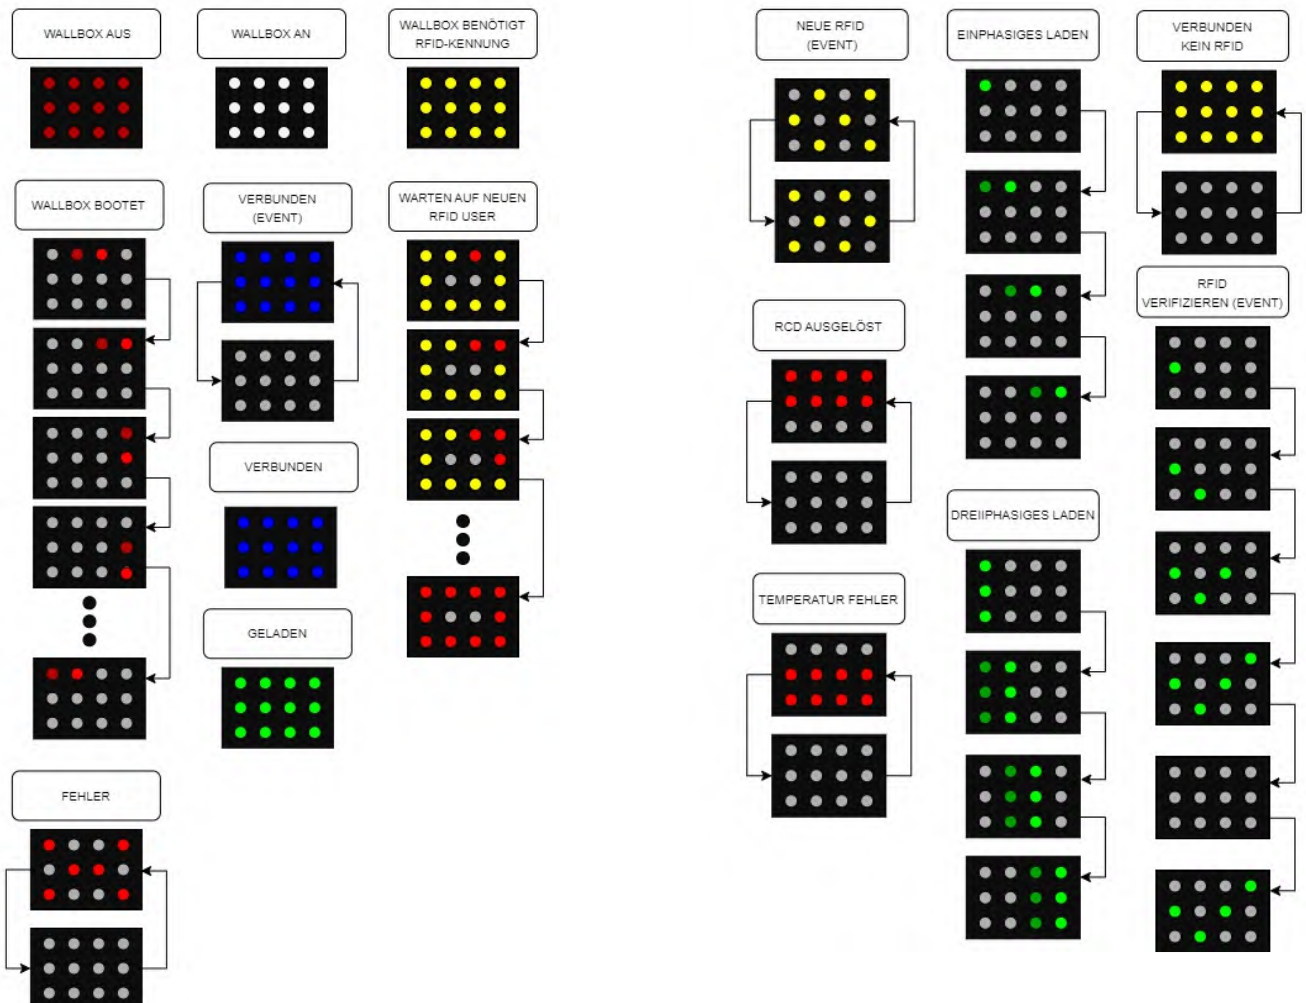 WALLBOX AUS
WALLBOX AN
WALLBOX BENÖTIGT
RFID-KENNUNG
WALLBOX BOOTET
VERBUNDEN
(EVENT)
WARTEN AUF NEUEN
RFID USER
VERBUNDEN
GELADEN
FEHLER
NEUE RFID
(EVENT)
EINPHASIGES LADEN
VERBUNDEN
KEIN RFID
RFID
VERIFIZIEREN (EVENT)
RCD AUSGELÖST
DREIIPHASIGES LADEN
TEMPERATUR FEHLER